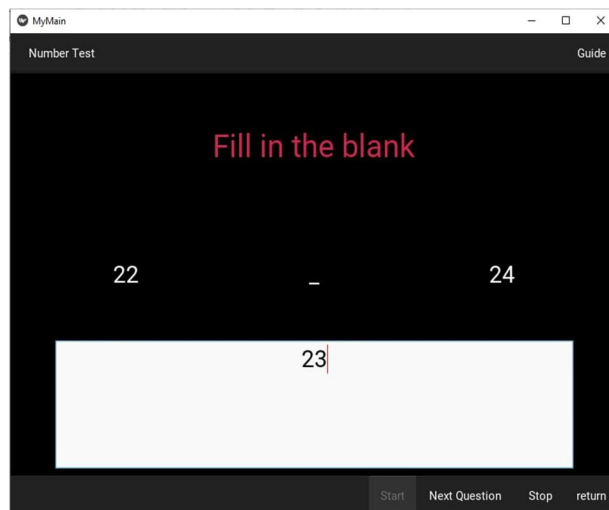 MyMain
Number Test Guide
Fill in the blank
22 _ 24
23
Start Next Question Stop return